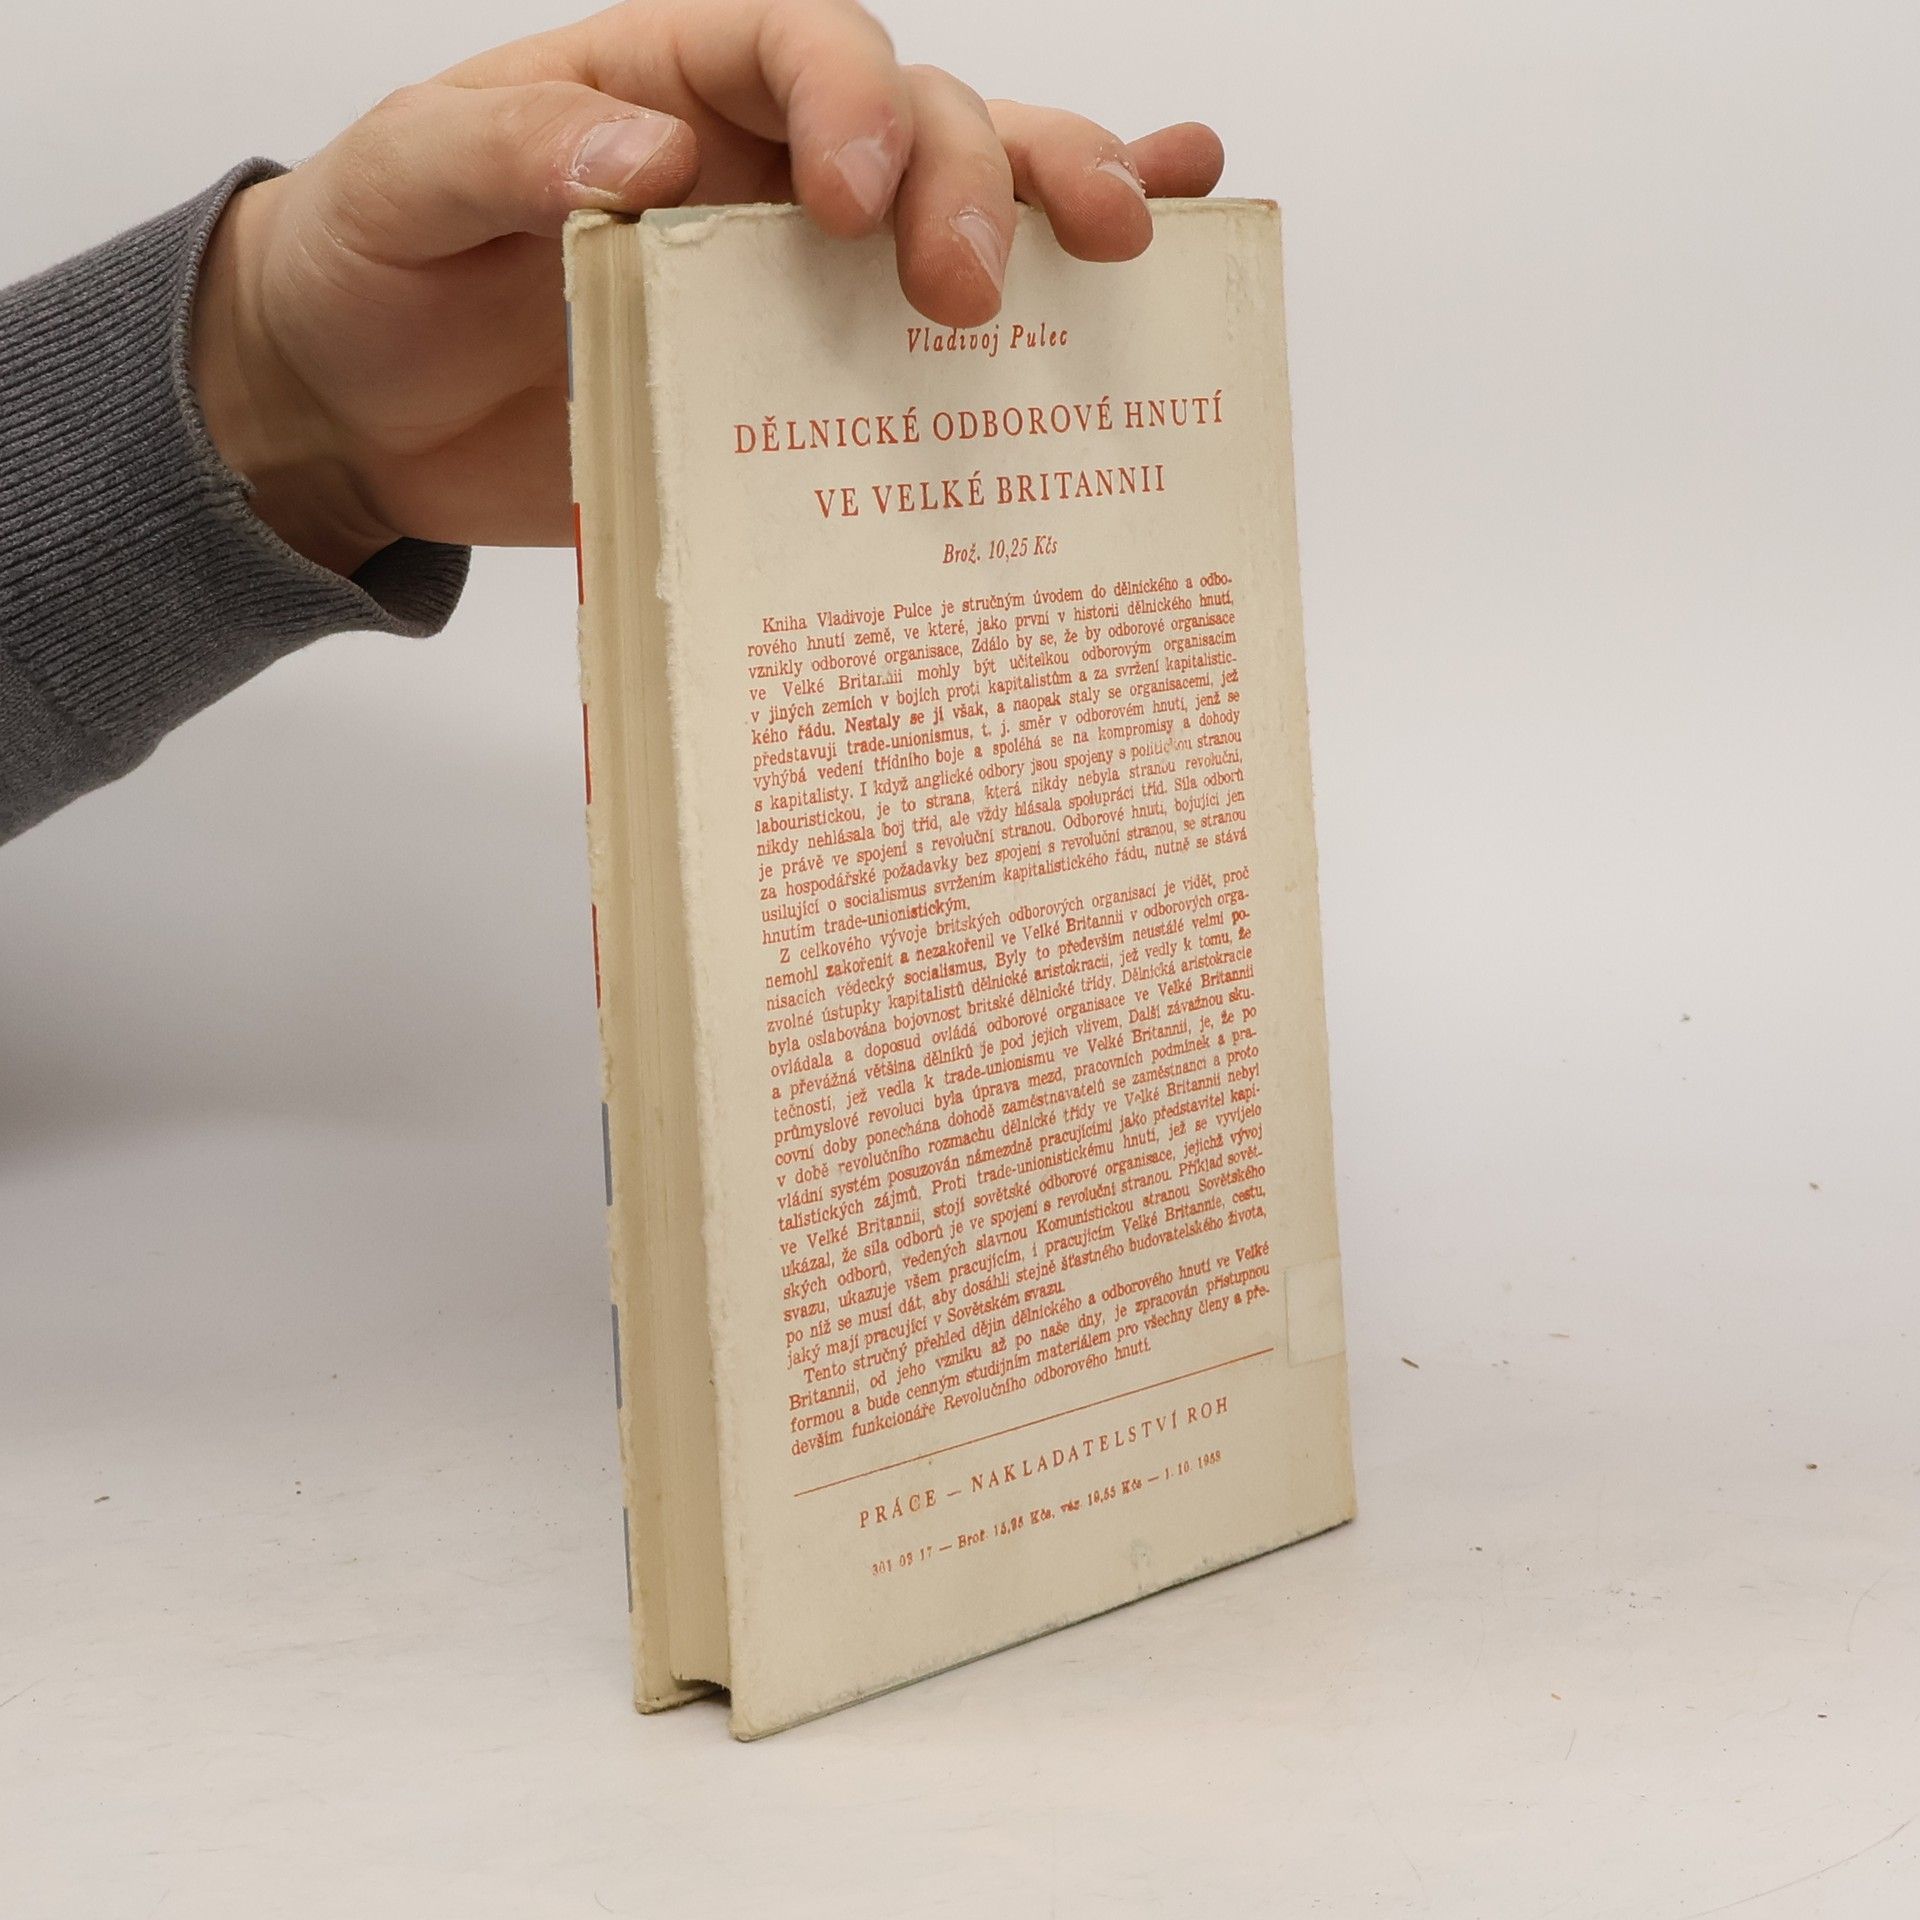 Vladivoj Pulec
DĚLNICKÉ ODBOROVÉ HNUTÍ
VE VELKÉ BRITANNII
Brož. 10,25 Kčs
Kniha Vladivoje Pulce je stručným úvodem do dělnického a odbo-
rového hnutí země, ve které, jako první v historii dělnického hnutí,
vznikly odborové organisace, Zdálo by se, že by odborové organisace
ve Velké Britannii mohly být učitelkou odborovým organisacím
v jiných zemích v bojích proti kapitalistům a za svržení kapitalistic-
kého řádu. Nestaly se jí však, a naopak staly se organisacemi, jež
představují trade-unionismus, t. j. směr v odborovém hnutí, jenž se
vyhýbá vedení třídního boje a spoléhá se na kompromisy a dohody
s kapitalisty. I když anglické odbory jsou spojeny s politickou stranou
labouristickou, je to strana, která nikdy nebyla stranou revoluční,
nikdy nehlásala boj tříd, ale vždy hlásala spolupráci tříd. Síla odborů
je právě ve spojení s revoluční stranou. Odborové hnutí, bojující jen
za hospodářské požadavky bez spojení s revoluční stranou, se stranou
usilující o socialismus svržením kapitalistického řádu, nutně se stává
hnutím trade-unionistickým.
Z celkového vývoje britských odborových organisací je vidět, proč
nemohl zakořenit a nezakořenil ve Velké Britannii v odborových orga-
nisacích vědecký socialismus. Byly to především neustálé velmi po-
zvolné ústupky kapitalistů dělnické aristokracii, jež vedly k tomu, že
byla oslabována bojovnost britské dělnické třídy. Dělnická aristokracie
ovládala a doposud ovládá odborové organisace ve Velké Britannii
a převážná většina dělníků je pod jejich vlivem. Další závažnou sku-
tečností, jež vedla k trade-unionismu ve Velké Britannii, je, že po
průmyslové revoluci byla úprava mezd, pracovních podmínek a pra-
covní doby ponechána dohodě zaměstnavatelů se zaměstnanci a proto
v době revolučního rozmachu dělnické třídy ve Velké Britannii nebyl
vládní systém posuzován námezdně pracujícími jako představitel kapi-
talistických zájmů. Proti trade-unionistickému hnutí, jež se vyvíjelo
ve Velké Britannii, stojí sovětské odborové organisace, jejichž vývoj
ukázal, že síla odborů je ve spojení s revoluční stranou. Příklad sovět-
ských odborů, vedených slavnou Komunistickou stranou Sovětského
svazu, ukazuje všem pracujícím, i pracujícím Velké Britannie, cestu,
po níž se musí dát, aby dosáhli stejně šťastného budovatelského života,
jaký mají pracující v Sovětském svazu.
Tento stručný přehled dějin dělnického a odborového hnutí ve Velké
Britannii, od jeho vzniku až po naše dny, je zpracován přístupnou
formou a bude cenným studijním materiálem pro všechny členy a pře-
devším funkcionáře Revolučního odborového hnutí.
PRÁCE — NAKLADATELSTVÍ ROH
301 03 17 — Brož. Kčs, váz. Kčs — 1. 10. 1958